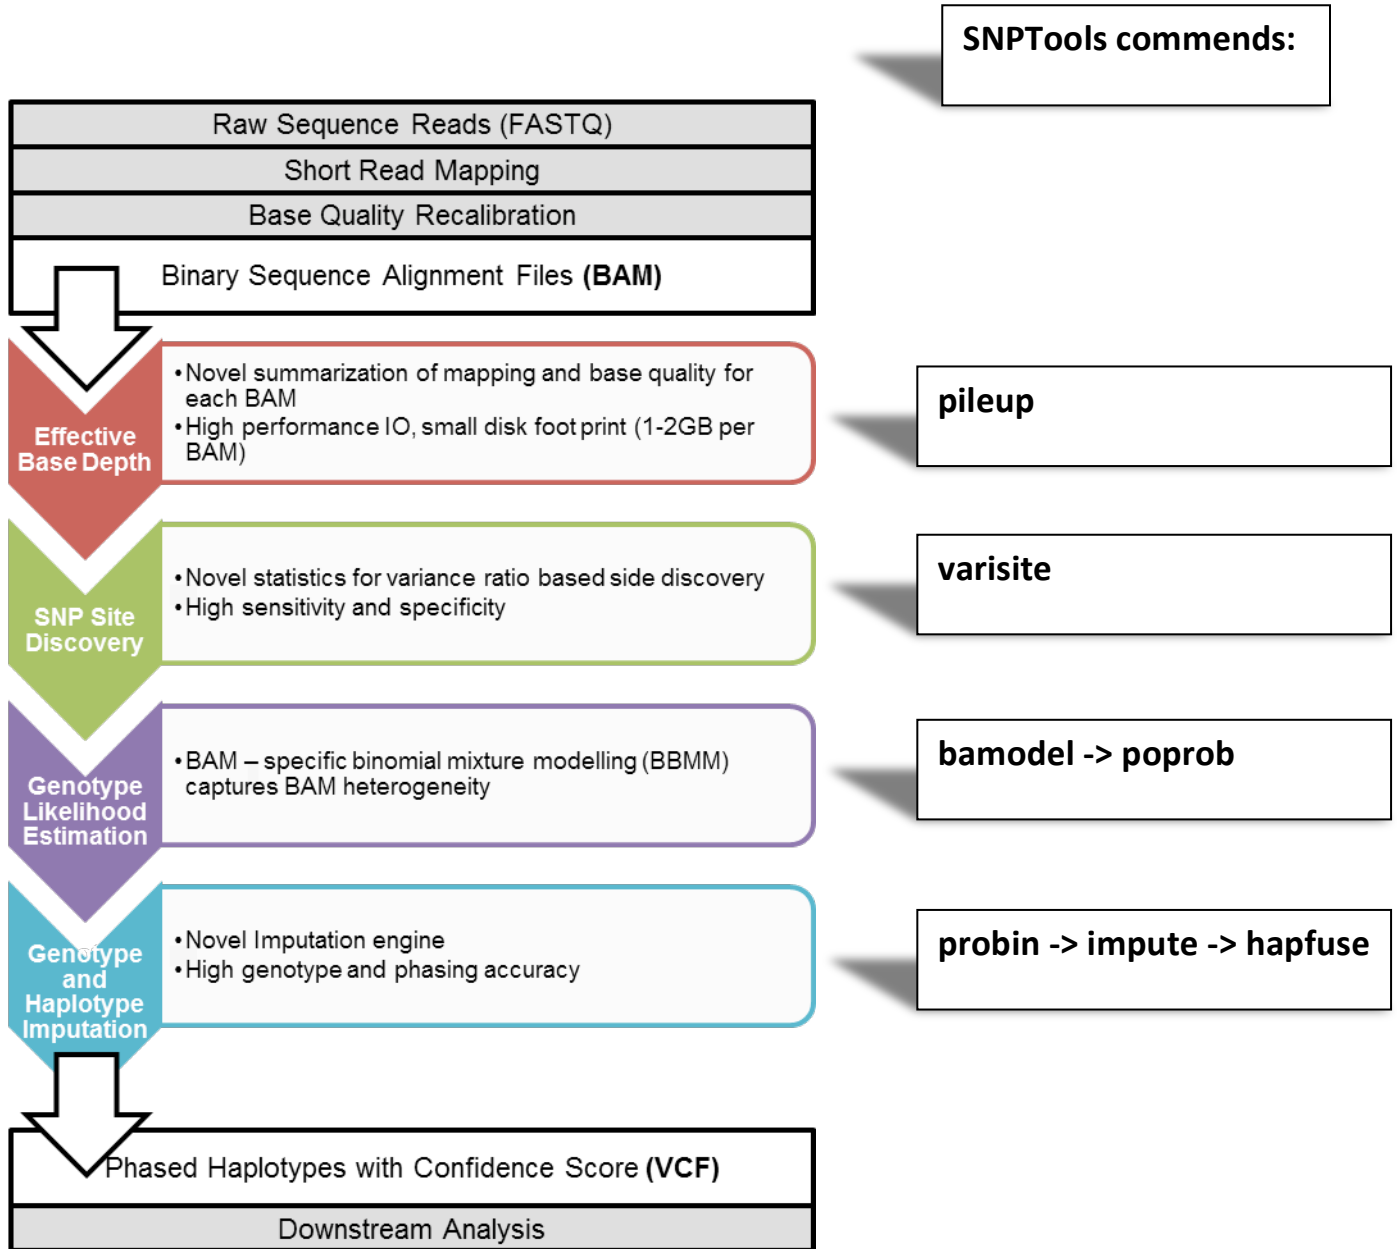 SNPTools commends:
Raw Sequence Reads (FASTQ)
Short Read Mapping
Base Quality Recalibration
Binary Sequence Alignment Files (BAM)
Effective
Base Depth
•Novel summarization of mapping and base quality for
each BAM
•High performance IO, small disk foot print (1-2GB per
BAM)
pileup
SNP Site
Discovery
•Novel statistics for variance ratio based side discovery
•High sensitivity and specificity
varisite
Genotype
Likelihood
Estimation
•BAM – specific binomial mixture modelling (BBMM)
captures BAM heterogeneity
bamodel -> poprob
Genotype
and
Haplotype
Imputation
•Novel Imputation engine
•High genotype and phasing accuracy
probin -> impute -> hapfuse
Phased Haplotypes with Confidence Score (VCF)
Downstream Analysis